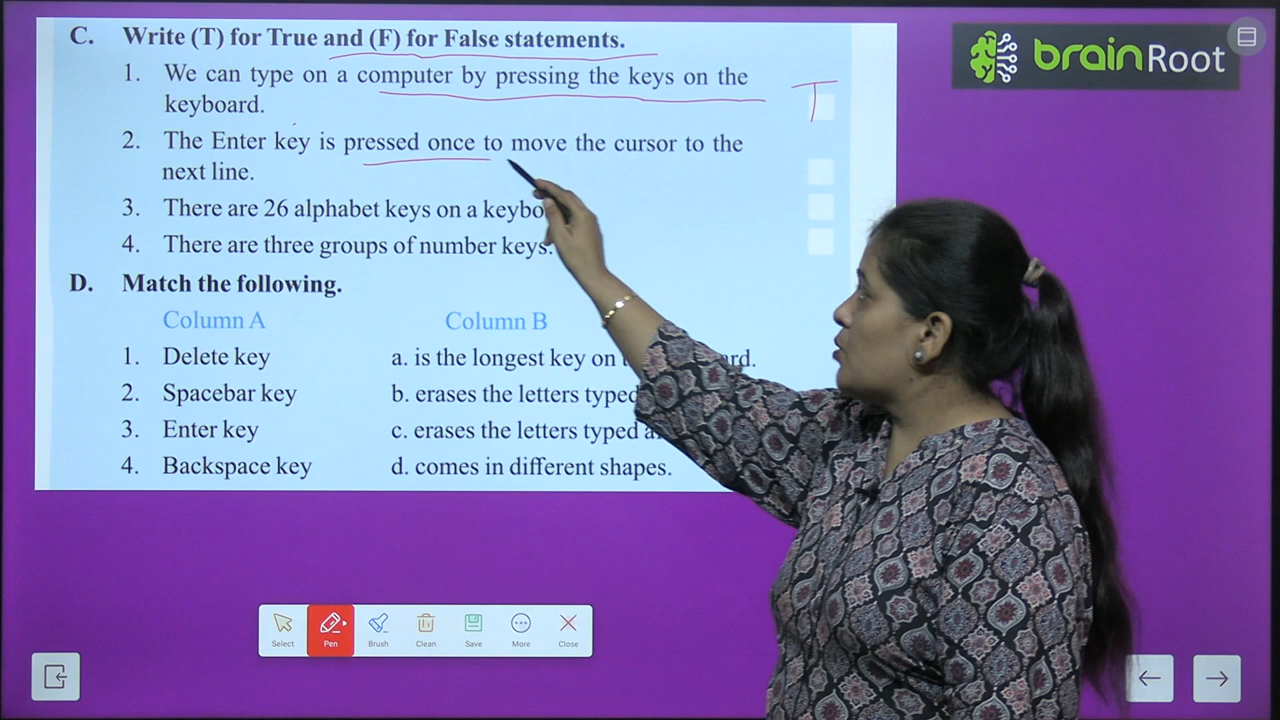 C. Write (T) for True and (F) for False statements.
1. We can type on a computer by pressing the keys on the
keyboard.
T
2. The Enter key is pressed once to move the cursor to the
next line.
3. There are 26 alphabet keys on a
4. There are three groups of number keys.
D. Match the following.
Column A Column B
1. Delete key a. is the longest key on
2. Spacebar key b. erases the letters typed
3. Enter key c. erases the letters typed
4. Backspace key d. comes in different shapes.
brainRoot
Select Pen Brush Clean Save More Close